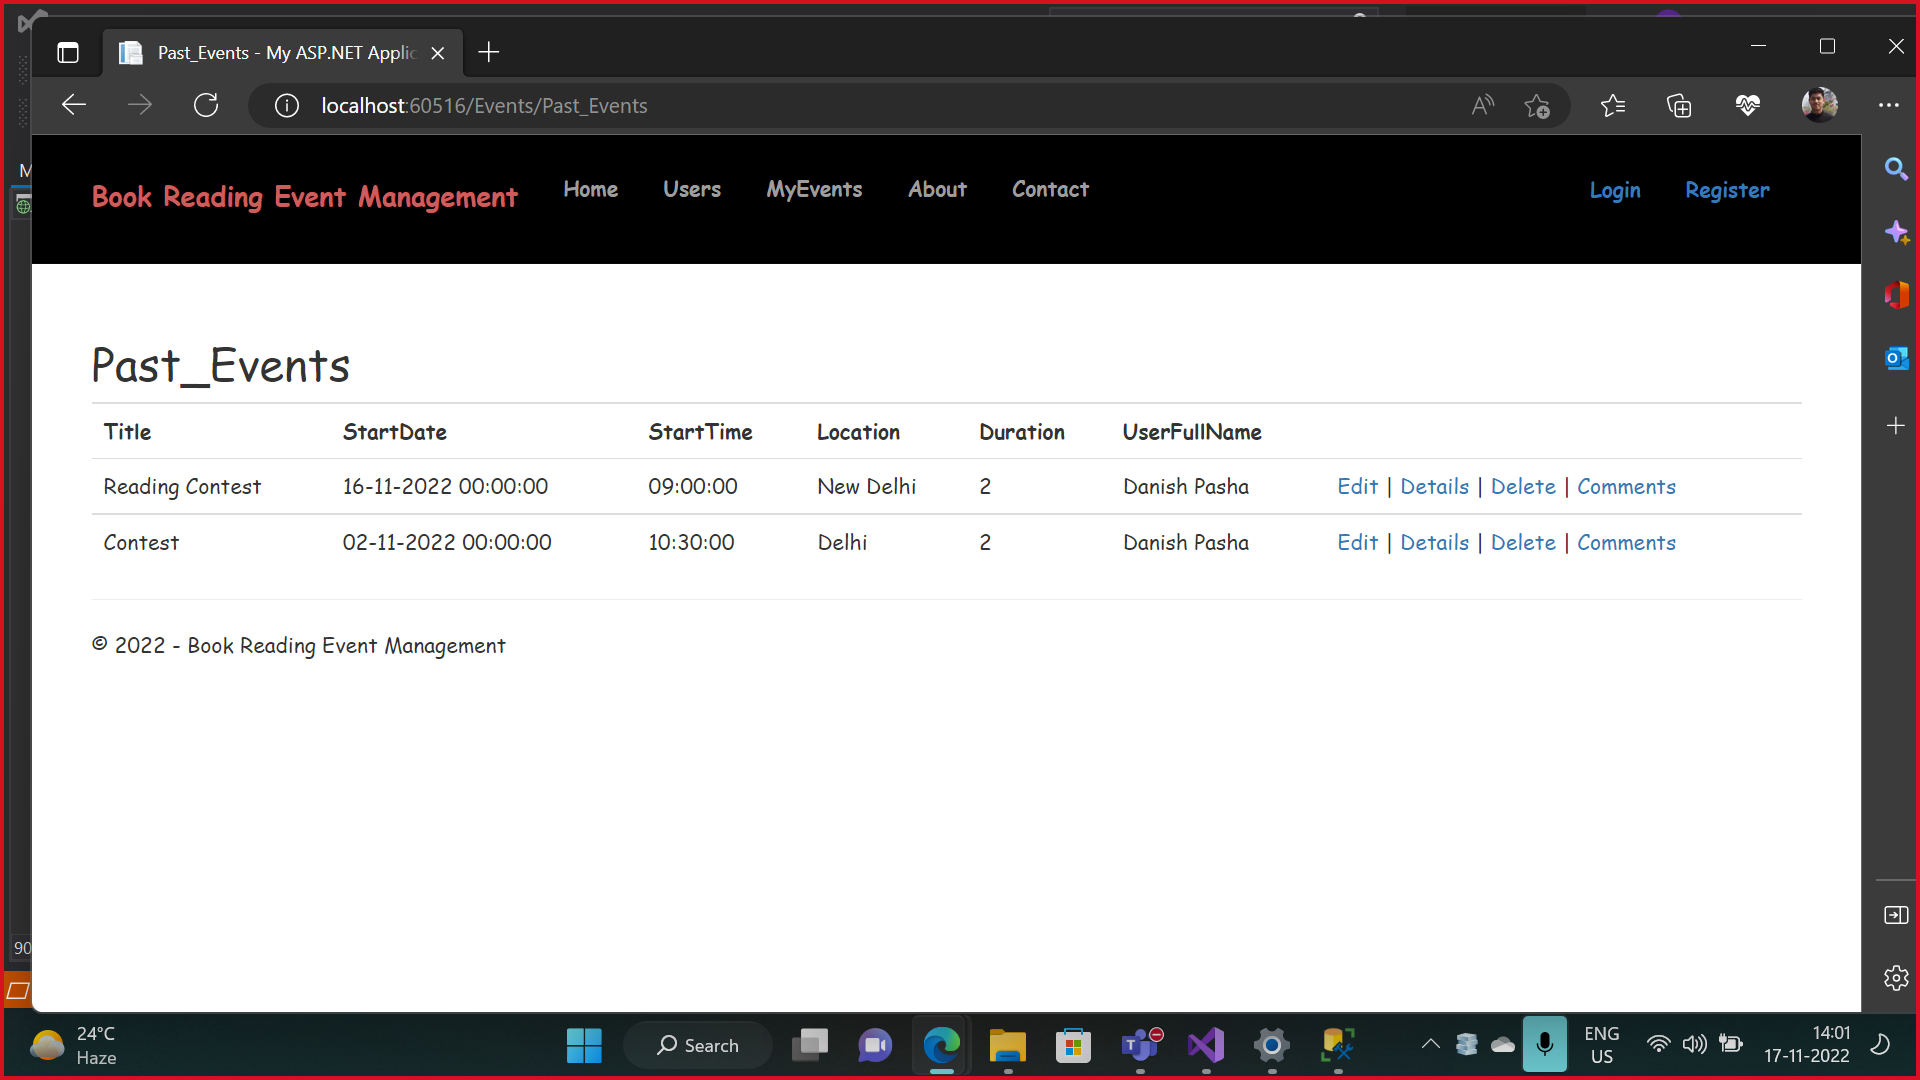 Past_Events - My ASP.NET Applic
localhost:60516/Events/Past_Events
M
Book Reading Event Management Home Users MyEvents About Contact Login Register
Past_Events
Title StartDate StartTime Location Duration UserFullName
Reading Contest 16-11-2022 00:00:00 09:00:00 New Delhi 2 Danish Pasha Edit | Details | Delete | Comments
Contest 02-11-2022 00:00:00 10:30:00 Delhi 2 Danish Pasha Edit | Details | Delete | Comments
© 2022 - Book Reading Event Management
90
24°C
Haze
Search
ENG
US
14:01
17-11-2022